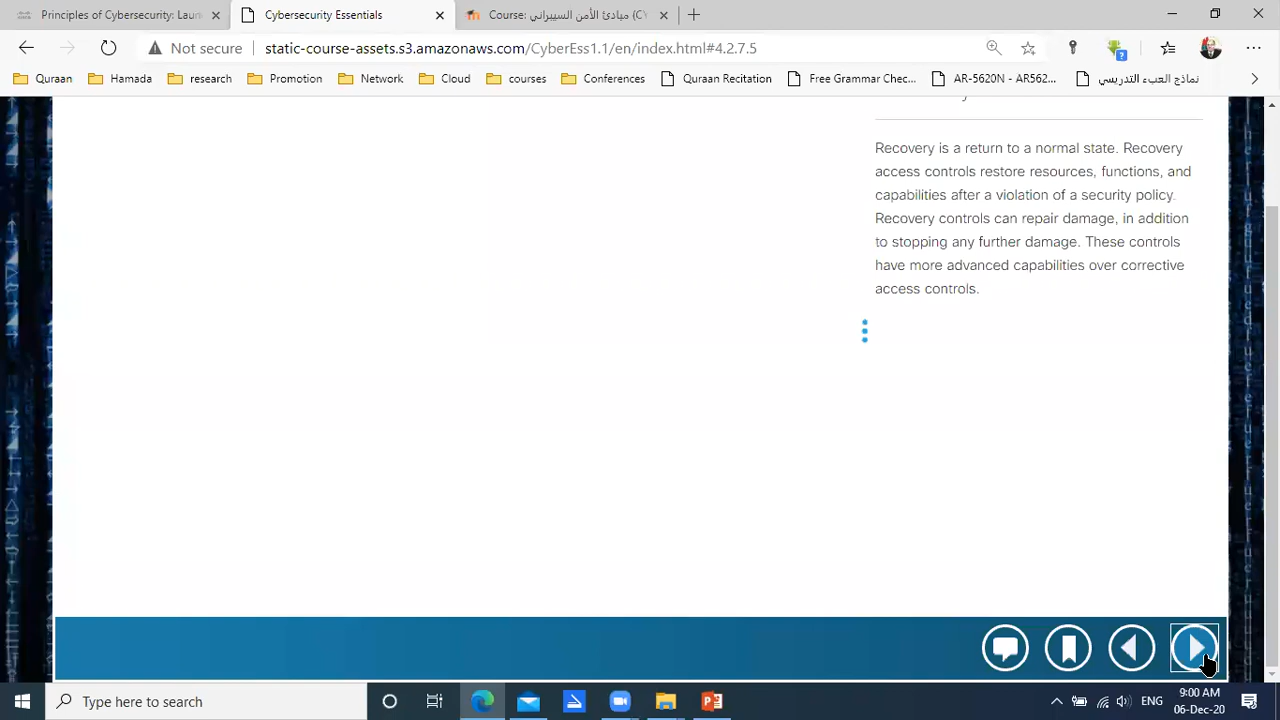 Principles of Cybersecurity: Laun
Cybersecurity Essentials
Course: مبادئ الأمن السيبراني (C
Not secure
static-course-assets.s3.amazonaws.com/CyberEss1.1/en/index.html#4.2.7.5
Quraan
Hamada
research
Promotion
Network
Cloud
courses
Conferences
Quraan Recitation
Free Grammar Chec...
AR-5620N - AR562...
نماذج العبء التدريسي
Recovery is a return to a normal state. Recovery
access controls restore resources, functions, and
capabilities after a violation of a security policy.
Recovery controls can repair damage, in addition
to stopping any further damage. These controls
have more advanced capabilities over corrective
access controls.
Type here to search
ENG
9:00 AM
06-Dec-20